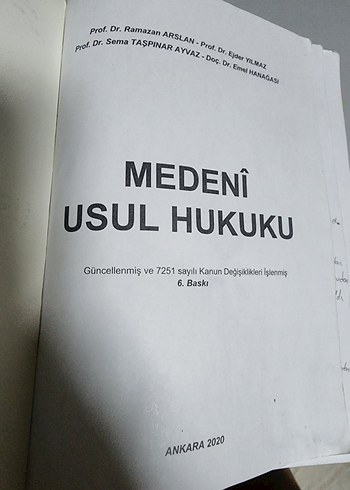 Prof. Dr. Ramazan ARSLAN - Prof. Dr. Ejder YILMAZ
Prof. Dr. Sema TAŞPINAR AYVAZ - Doç. Dr. Emel HANAĞASI
MEDENÎ
USUL HUKUKU
Güncellenmiş ve 7251 sayılı Kanun Değişiklikleri İşlenmiş
6. Baskı
ANKARA 2020